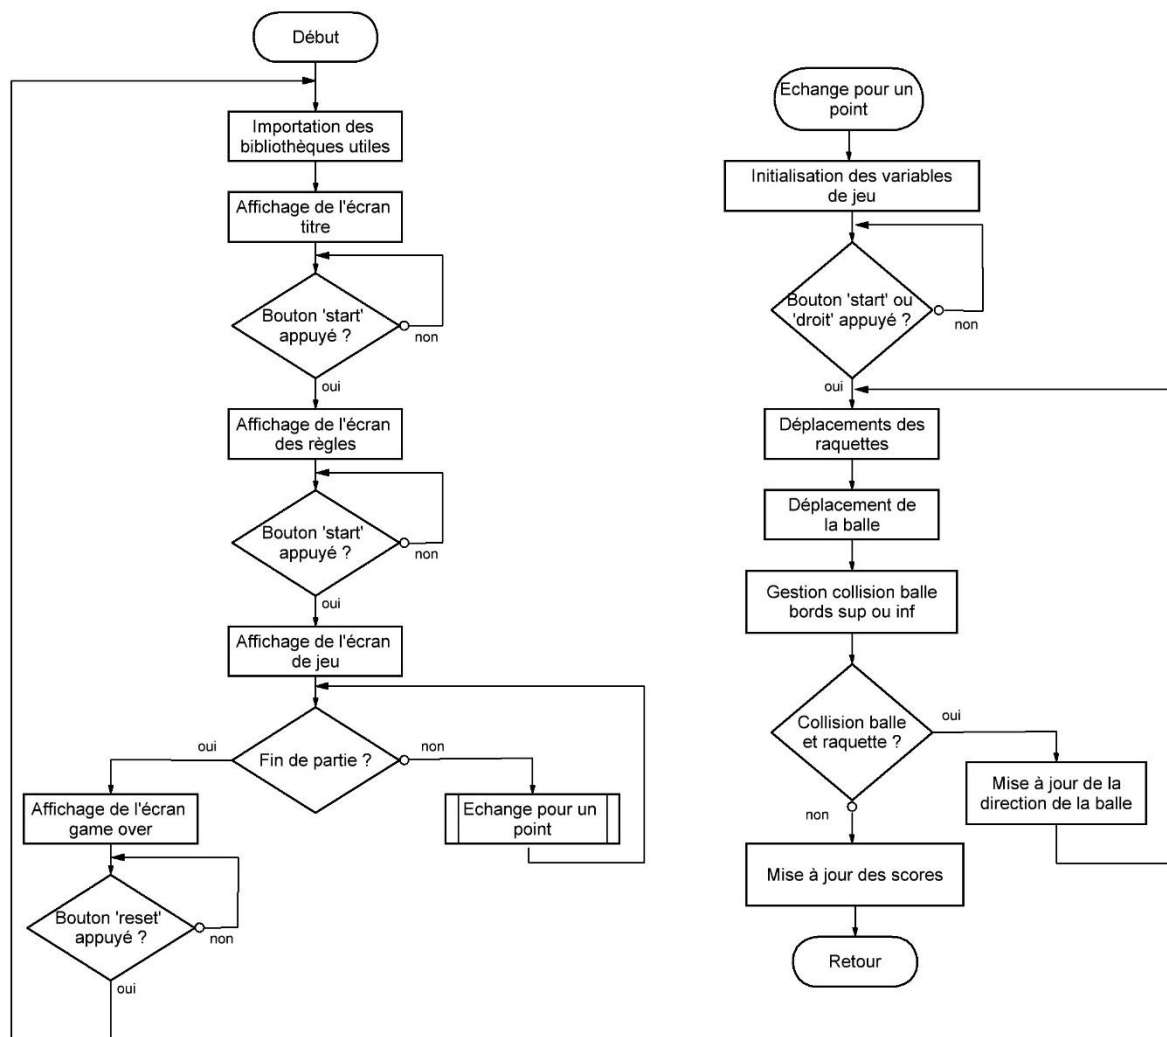 Début
Importation des
bibliothèques utiles
Affichage de l'écran
titre
Bouton 'start'
appuyé ?
non
oui
Affichage de l'écran
des règles
Bouton 'start'
appuyé ?
non
oui
Affichage de l'écran
de jeu
Fin de partie ?
oui
non
Affichage de l'écran
game over
Echange pour un
point
Bouton 'reset'
appuyé ?
non
oui
Echange pour un
point
Initialisation des variables
de jeu
Bouton 'start' ou
'droit' appuyé ?
non
oui
Déplacements des
raquettes
Déplacement de
la balle
Gestion collision balle
bords sup ou inf
Collision balle
et raquette ?
oui
non
Mise à jour de la
direction de la balle
Mise à jour des scores
Retour